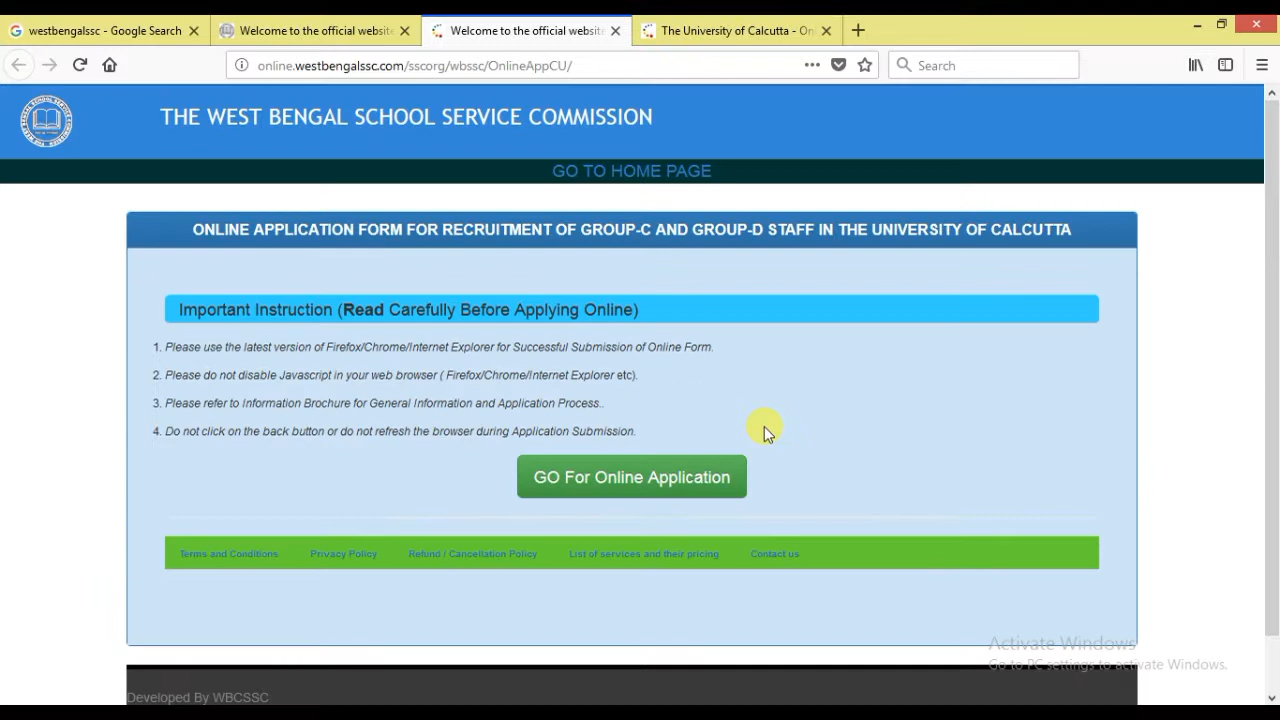 westbengalssc - Google Search
Welcome to the official website
Welcome to the official website
The University of Calcutta - On
online.westbengalssc.com/sscorg/wbssc/OnlineAppCU/
Search
THE WEST BENGAL SCHOOL SERVICE COMMISSION
GO TO HOME PAGE
ONLINE APPLICATION FORM FOR RECRUITMENT OF GROUP-C AND GROUP-D STAFF IN THE UNIVERSITY OF CALCUTTA
Important Instruction (Read Carefully Before Applying Online)
1. Please use the latest version of Firefox/Chrome/Internet Explorer for Successful Submission of Online Form.
2. Please do not disable Javascript in your web browser ( Firefox/Chrome/Internet Explorer etc).
3. Please refer to Information Brochure for General Information and Application Process..
4. Do not click on the back button or do not refresh the browser during Application Submission.
GO For Online Application
Terms and Conditions Privacy Policy Refund / Cancellation Policy List of services and their pricing Contact us
Activate Windows
Go to PC settings to activate Windows.
Developed By WBCSSC